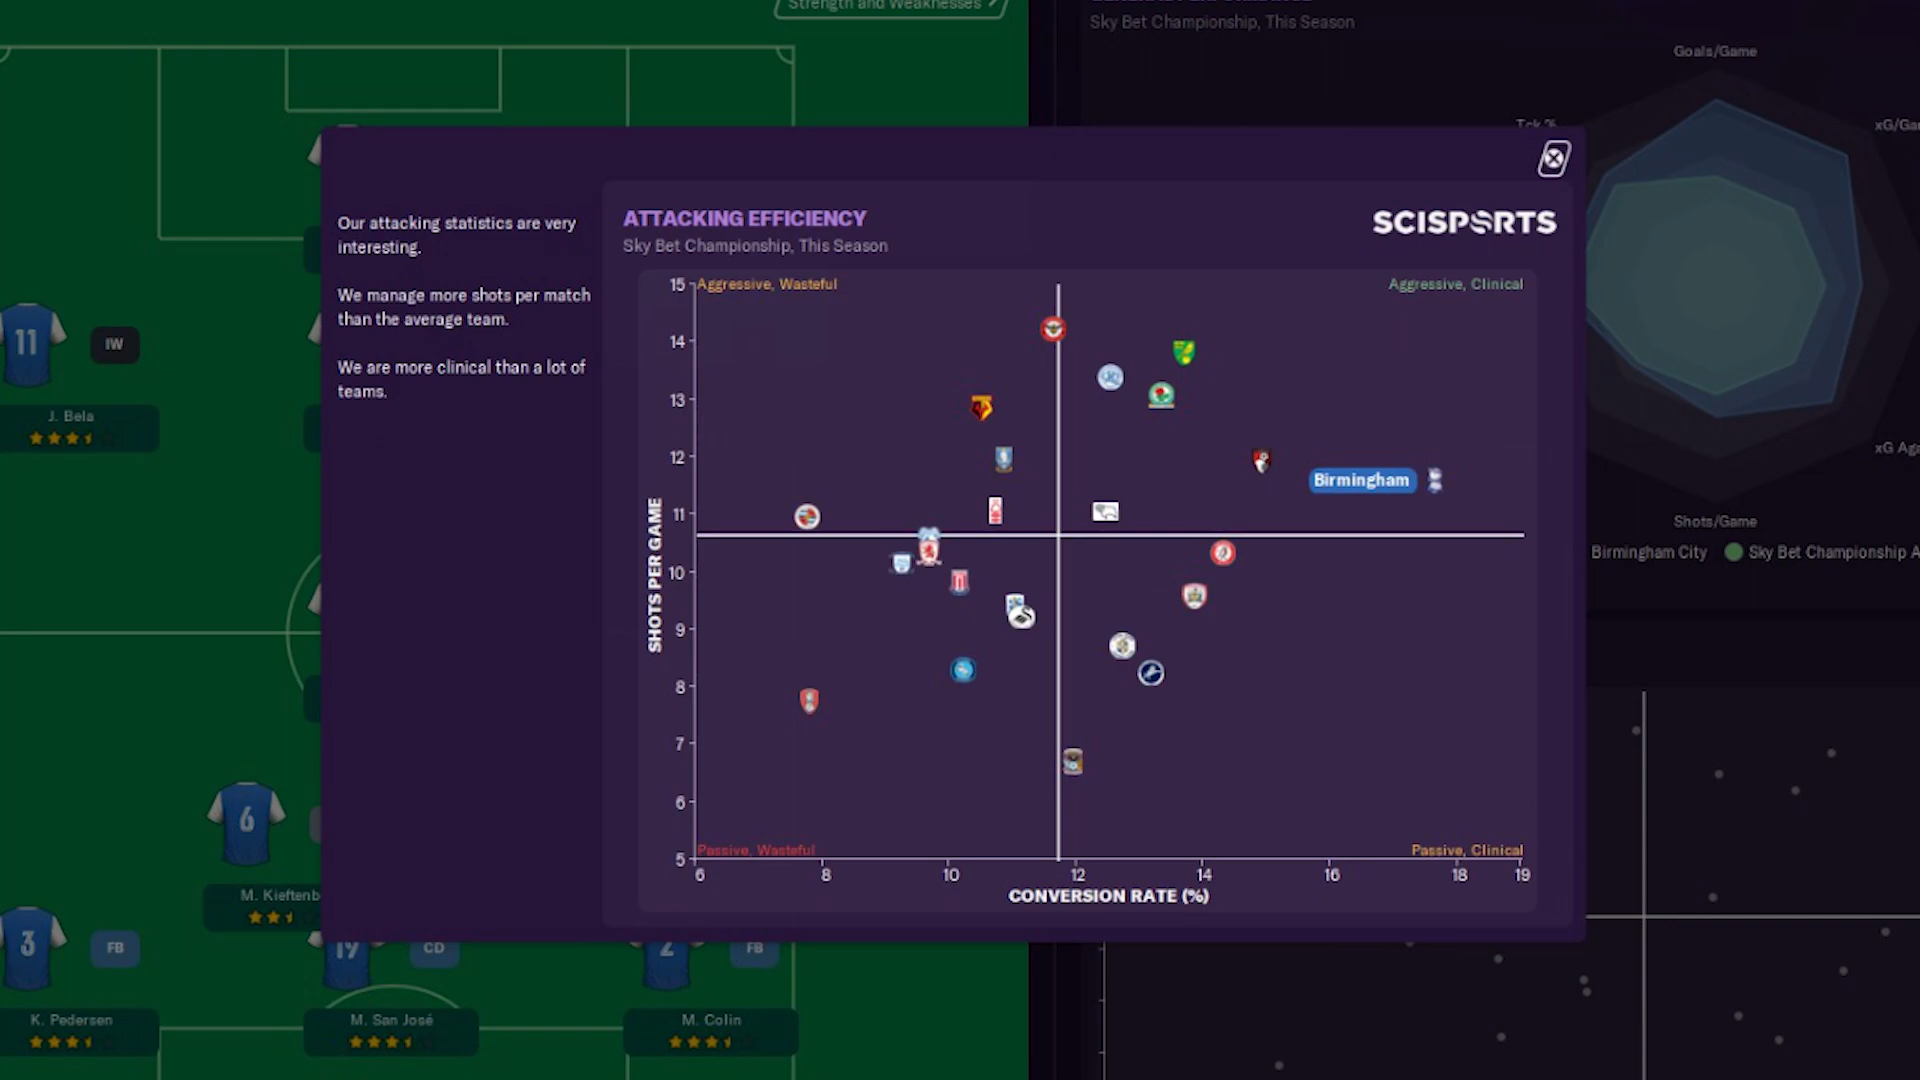 Strength and Weaknesses
Sky Bet Championship, This Season
Goals/Game
Tck %
xG/Ga
11
IW
J. Bela
Our attacking statistics are very
interesting.
We manage more shots per match
than the average team.
We are more clinical than a lot of
teams.
ATTACKING EFFICIENCY
Sky Bet Championship, This Season
SCISPORTS
Aggressive, Wasteful
Aggressive, Clinical
15
14
13
12
11
10
9
8
7
6
5
SHOTS PER GAME
Birmingham
Passive, Wasteful
Passive, Clinical
6 8 10 12 14 16 18 19
CONVERSION RATE (%)
xG Aga
Shots/Game
Birmingham City
Sky Bet Championship A
6
M. Kieftenb
3
FB
19
CD
2
FB
K. Pedersen
M. San José
M. Colin